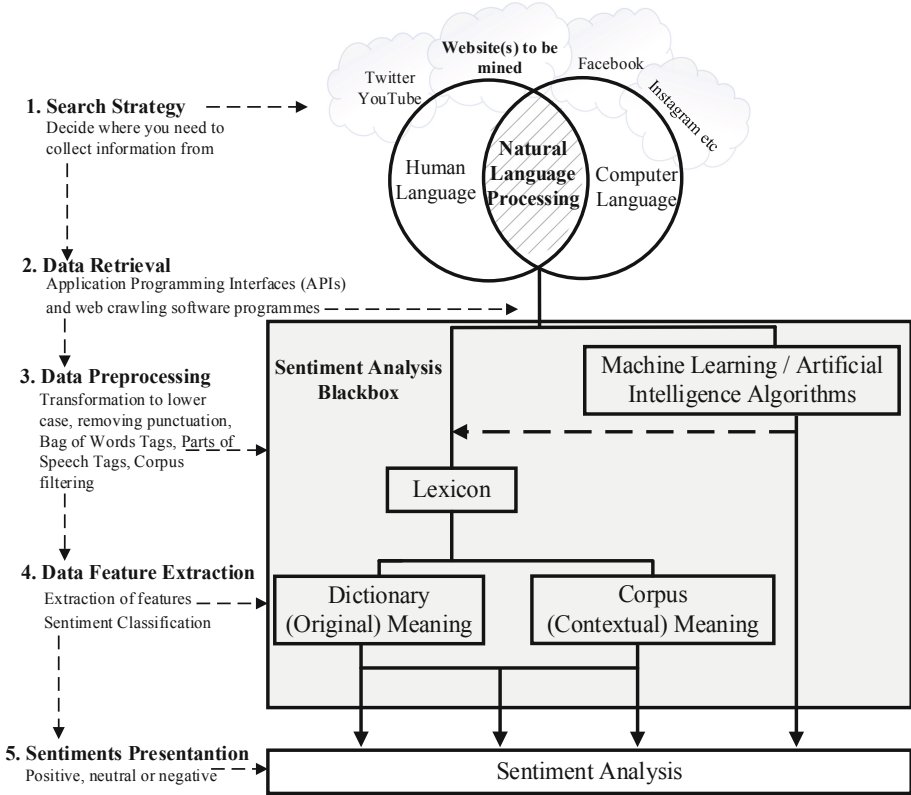 Website(s) to be
mined
Twitter
YouTube
Facebook
Instagram etc
Human
Language
Natural
Language
Processing
Computer
Language
1. Search Strategy
Decide where you need to
collect information from
2. Data Retrieval
Application Programming Interfaces (APIs)
and web crawling software programmes
3. Data Preprocessing
Transformation to lower
case, removing punctuation,
Bag of Words Tags, Parts of
Speech Tags, Corpus
filtering
Sentiment Analysis
Blackbox
Machine Learning / Artificial
Intelligence Algorithms
Lexicon
4. Data Feature Extraction
Extraction of features
Sentiment Classification
Dictionary
(Original) Meaning
Corpus
(Contextual) Meaning
5. Sentiments Presentantion
Positive, neutral or negative
Sentiment Analysis